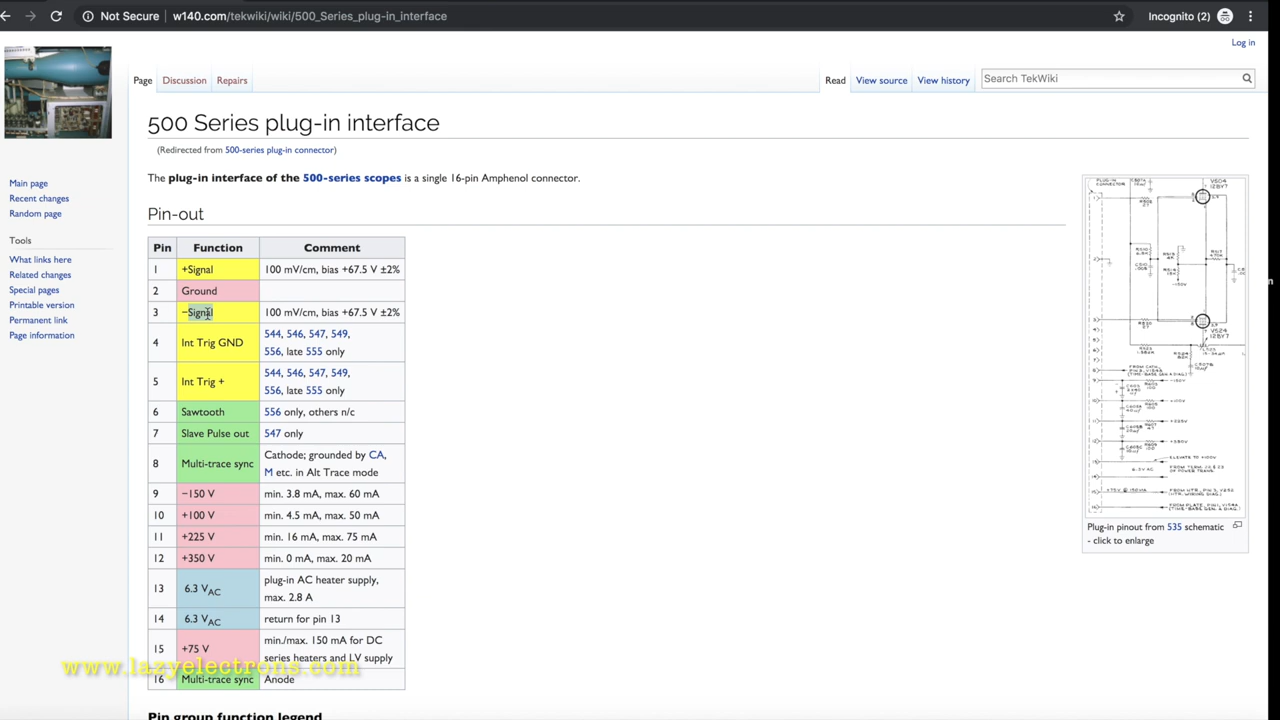 Not Secure w140.com/tekwiki/wiki/500_Series_plug-in_interface Incognito (2)
Log in
Page Discussion Repairs Read View source View history Search TekWiki
500 Series plug-in interface
(Redirected from 500-series plug-in connector)
The plug-in interface of the 500-series scopes is a single 16-pin Amphenol connector.
Main page
Recent changes
Random page
Tools
What links here
Related changes
Special pages
Printable version
Permanent link
Page information
Pin-out
Pin Function Comment
1 +Signal 100 mV/cm, bias +67.5 V ±2%
2 Ground
3 −Signal 100 mV/cm, bias +67.5 V ±2%
4 Int Trig GND 544, 546, 547, 549,
556, late 555 only
5 Int Trig + 544, 546, 547, 549,
556, late 555 only
6 Sawtooth 556 only, others n/c
7 Slave Pulse out 547 only
8 Multi-trace sync Cathode; grounded by CA,
M etc. in Alt Trace mode
9 −150 V min. 3.8 mA, max. 60 mA
10 +100 V min. 4.5 mA, max. 50 mA
11 +225 V min. 16 mA, max. 75 mA
12 +350 V min. 0 mA, max. 20 mA
13 6.3 VAC plug-in AC heater supply,
max. 2.8 A
14 6.3 VAC return for pin 13
15 +75 V min./max. 150 mA for DC
series heaters and LV supply
16 Multi-trace sync Anode
www.lazyelectrons.com
Pin group function legend
V504
12BY7
V524
12BY7
Plug-in pinout from 535 schematic
- click to enlarge